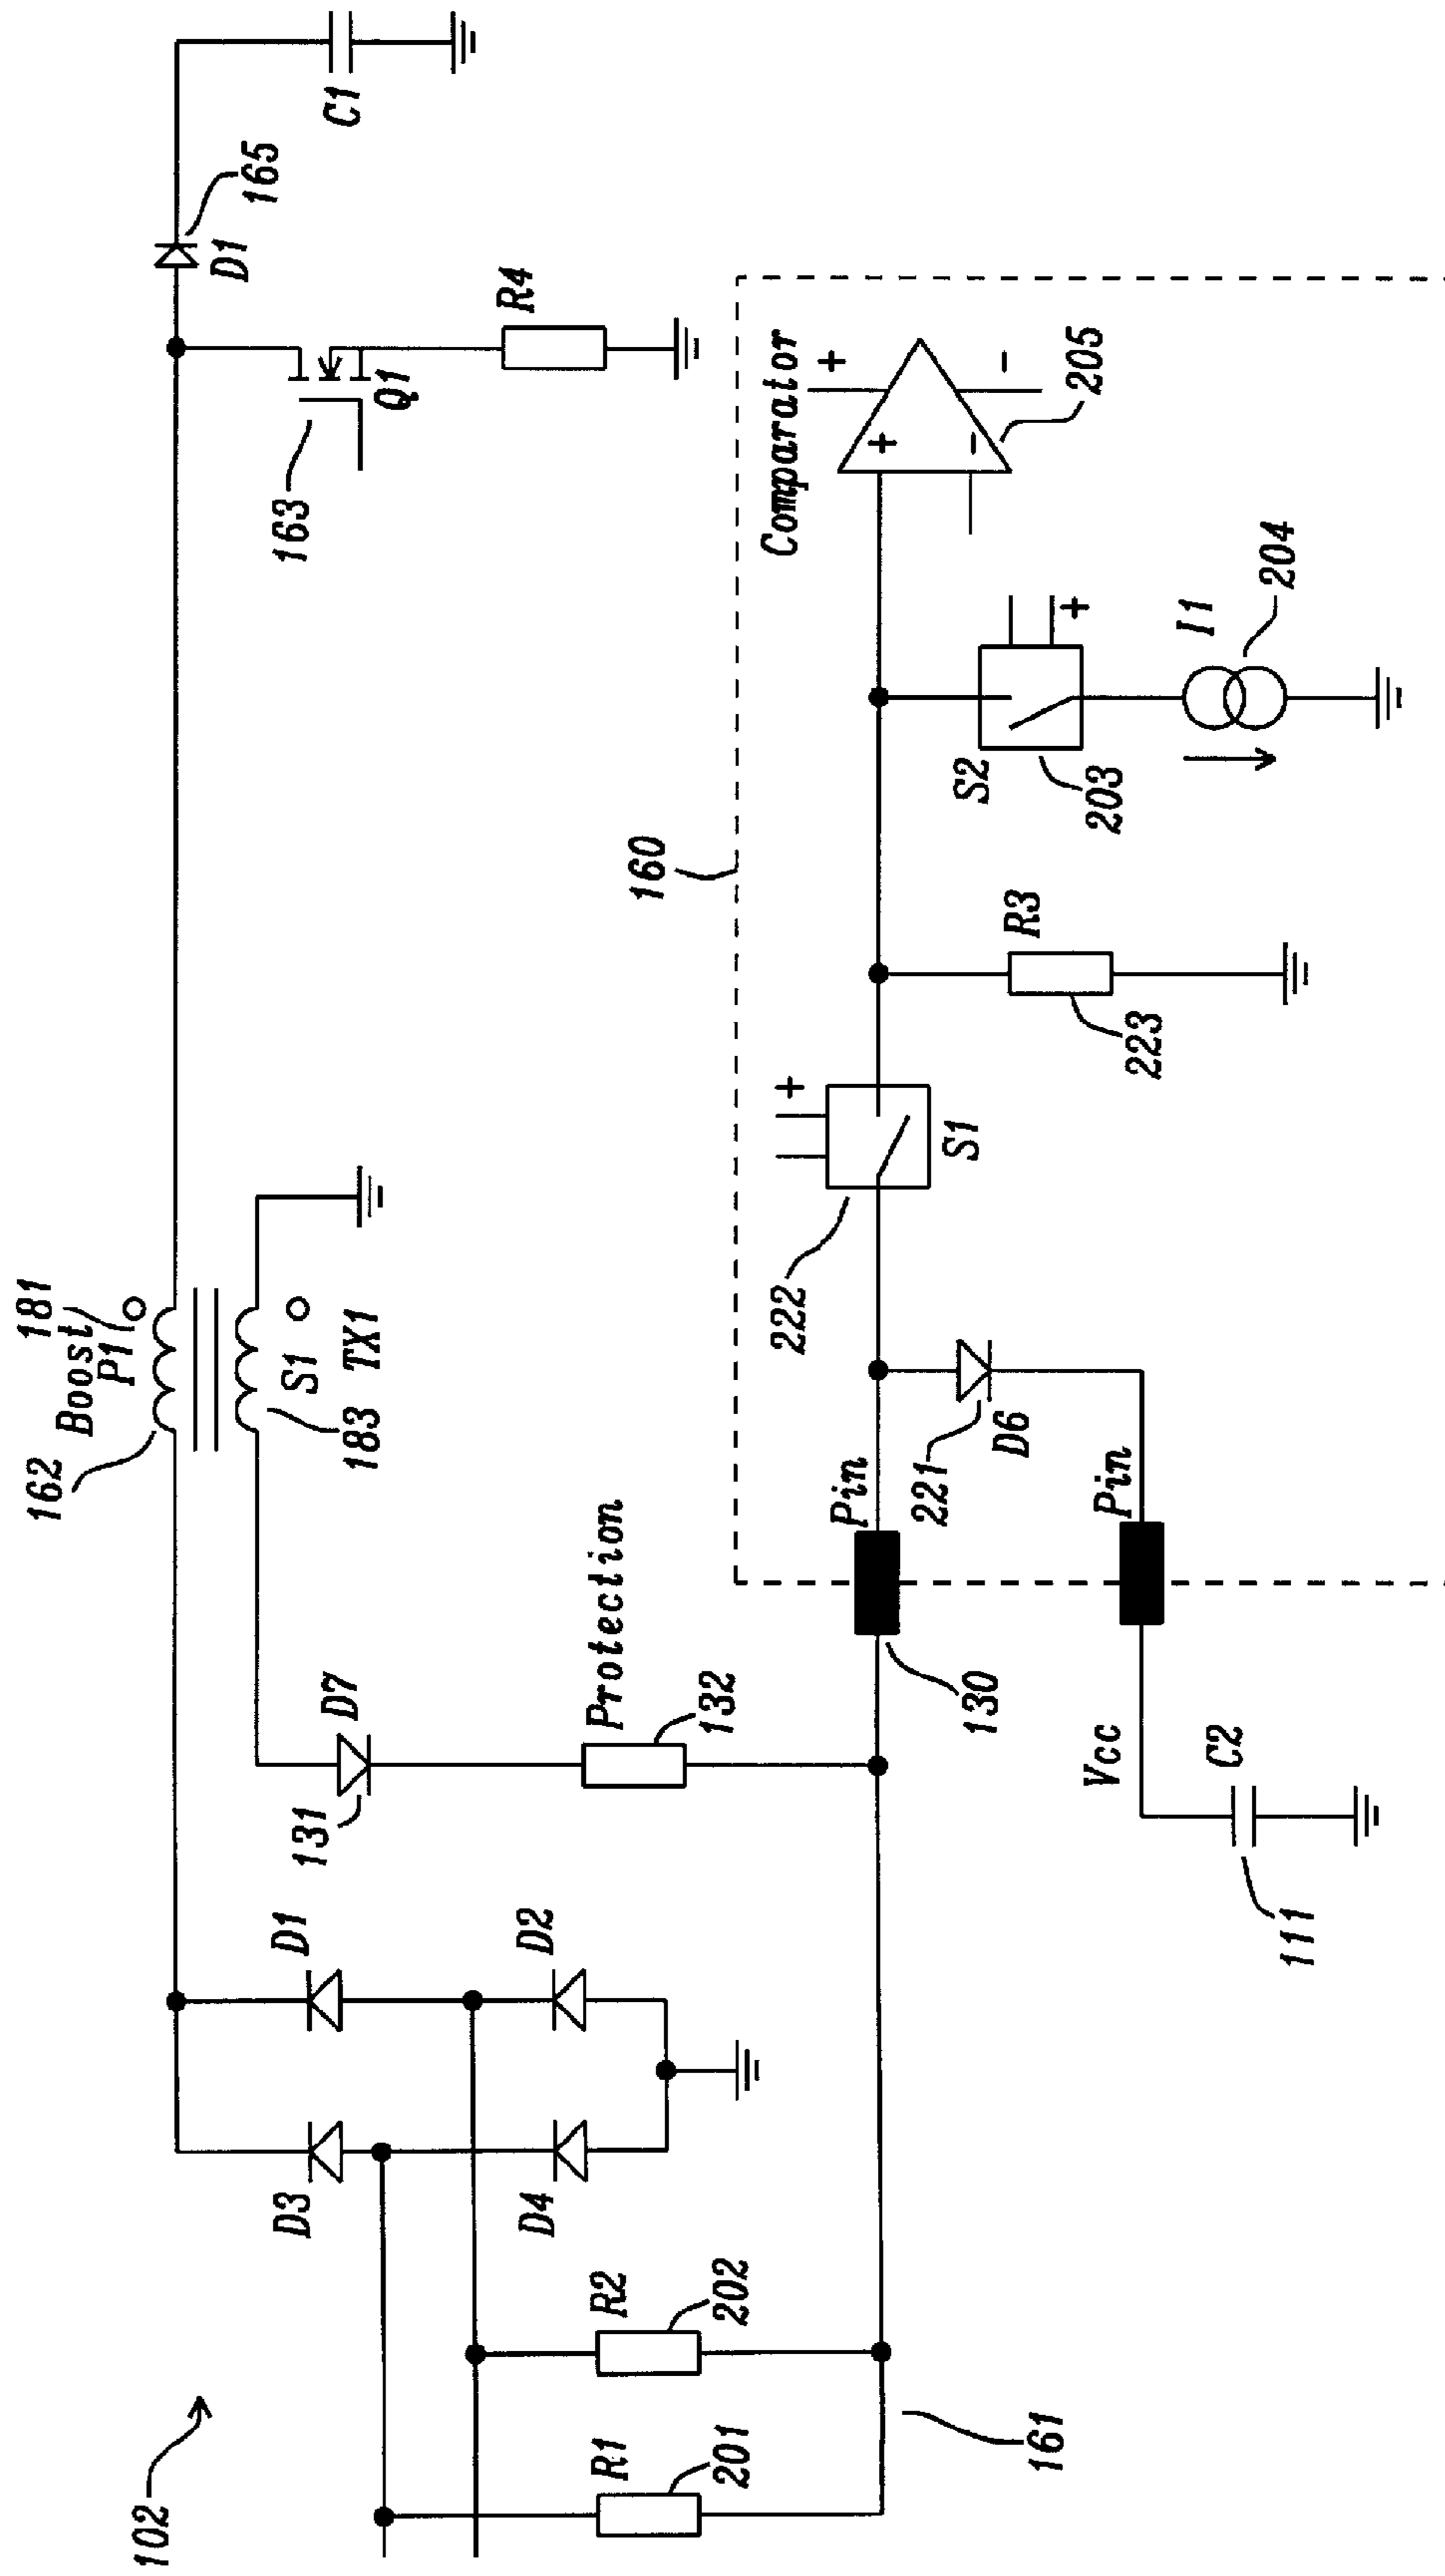 102
R1
201
R2
202
161
D3
D4
D1
D2
131
D7
Protection
132
162
Boost
P1
181
S1
183
TX1
163
Q1
R4
D1
165
C1
111
C2
Vcc
130
Pin
Pin
221
D6
222
+
S1
160
R3
223
S2
203
+
I1
204
Comparator
+
-
+
-
205